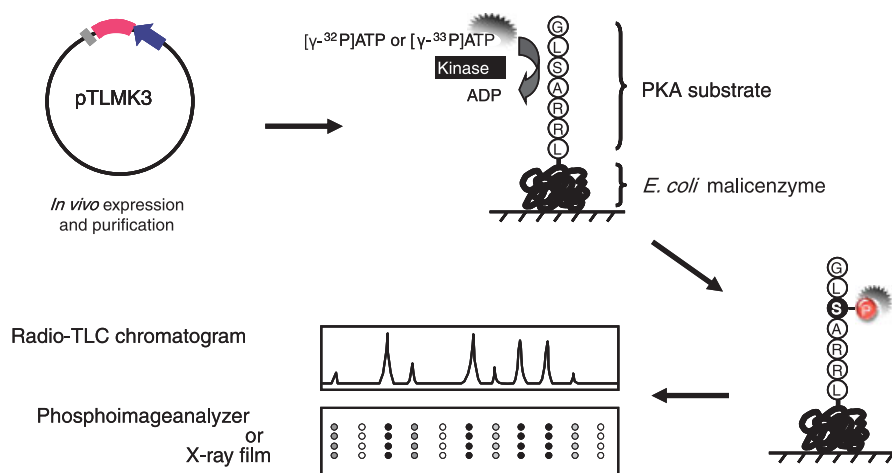 pTLMK3
In vivo expression
and purification
[γ-³²P]ATP or [γ-³³P]ATP
Kinase
ADP
G
L
S
A
R
R
L
PKA substrate
E. coli malicenzyme
G
L
S
P
A
R
R
L
Radio-TLC chromatogram
Phosphoimageanalyzer
or
X-ray film